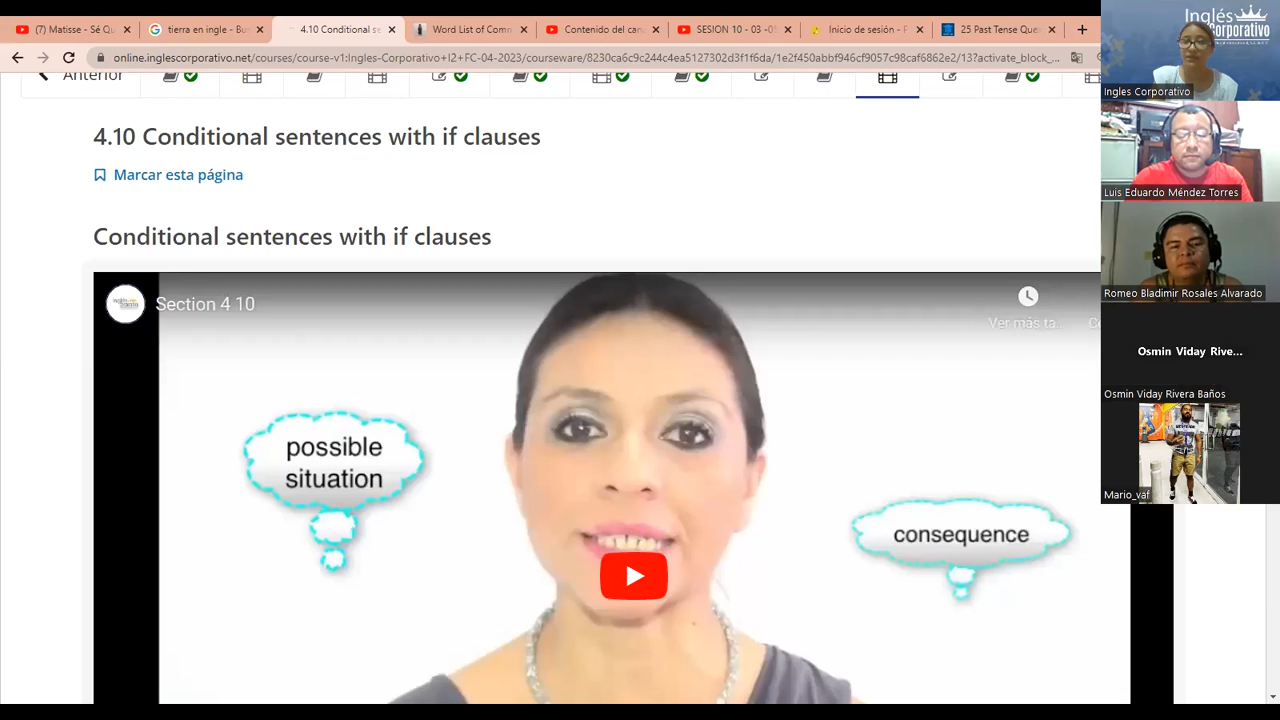 (7) Matisse - Sé Qu
tierra en ingle - B
4.10 Conditional se
Word List of Comm
Contenido del can
SESION 10 - 03 -05
Inicio de sesión - P
25 Past Tense Que
online.inglescorporativo.net/courses/course-v1:Ingles-Corporativo+I2+FC-04-2023/courseware/8230ca6c9c244c4ea5127302d3f1f6da/1e2f450abbf946cf9057c98caf6862e2/13?activate_block_...
Anterior
4.10 Conditional sentences with if clauses
Marcar esta página
Conditional sentences with if clauses
Section 4 10
Ver más ta...
possible
situation
consequence
Inglés
Corporativo
Ingles Corporativo
Luis Eduardo Méndez Torres
Romeo Bladimir Rosales Alvarado
Osmin Viday Rive...
Osmin Viday Rivera Baños
Mario_vaf